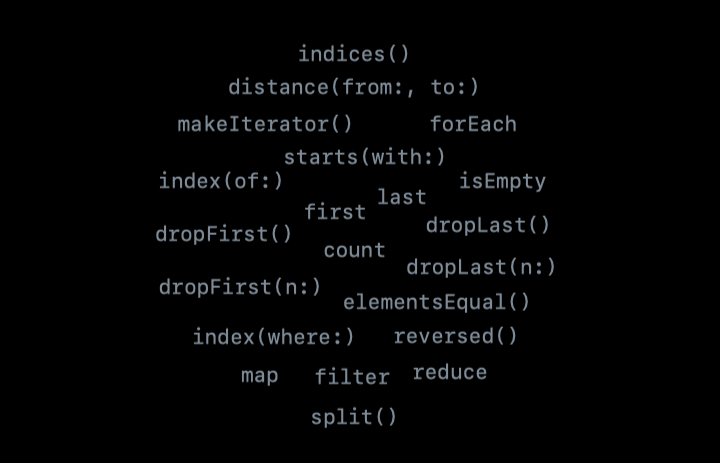 indices()
distance(from:, to:)
makeIterator() forEach
starts(with:)
index(of:) isEmpty
last
first
dropFirst() dropLast()
count
dropLast(n:)
dropFirst(n:)
elementsEqual()
index(where:) reversed()
map filter reduce
split()